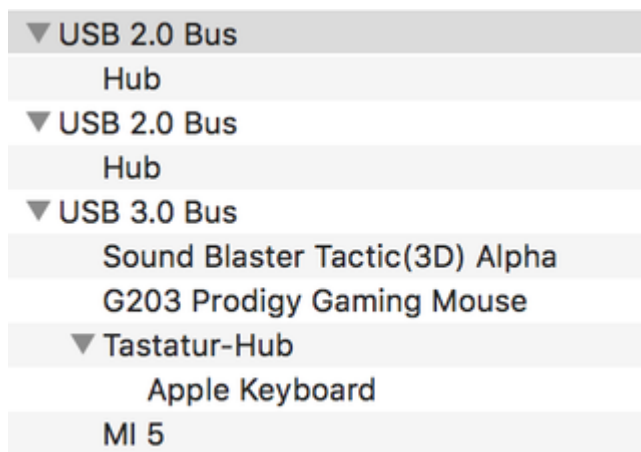 USB 2.0 Bus
Hub
USB 2.0 Bus
Hub
USB 3.0 Bus
Sound Blaster Tactic(3D) Alpha
G203 Prodigy Gaming Mouse
Tastatur-Hub
Apple Keyboard
MI 5